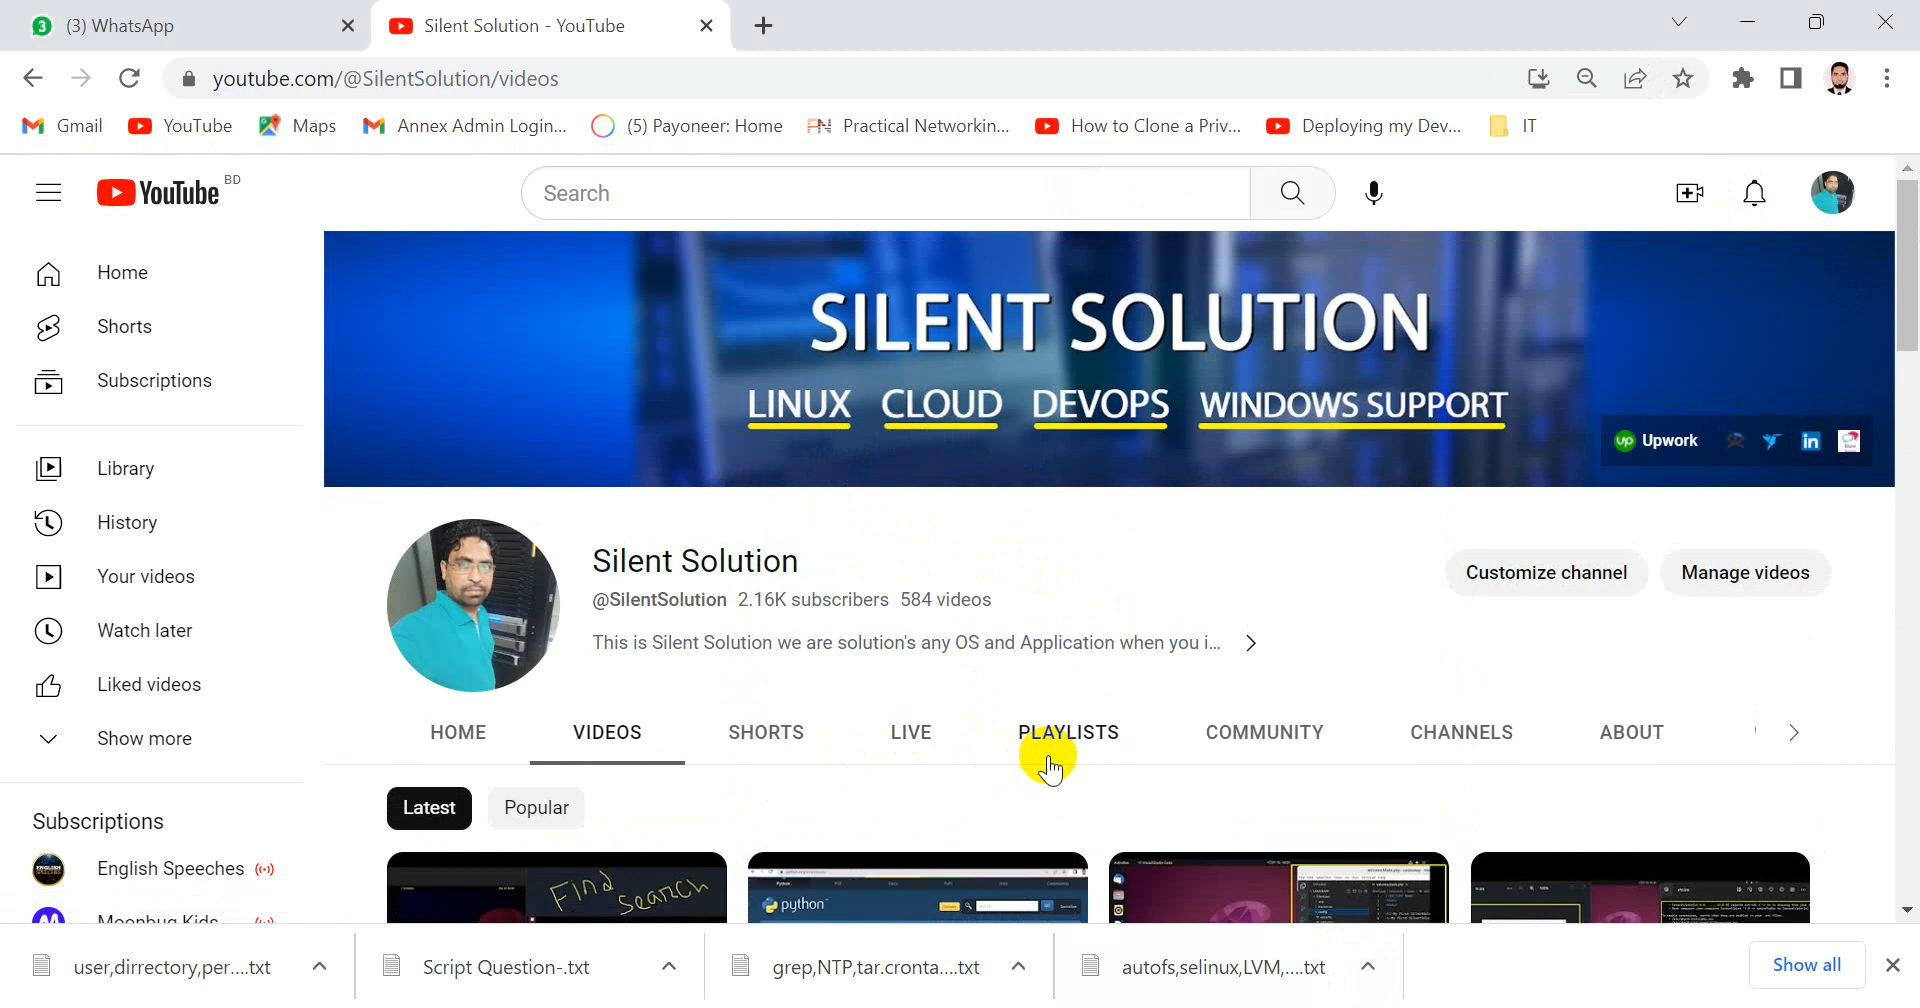 3 (3) WhatsApp
Silent Solution - YouTube
youtube.com/@SilentSolution/videos
Gmail YouTube Maps Annex Admin Login... (5) Payoneer: Home Practical Networkin... How to Clone a Priv... Deploying my Dev... IT
YouTube BD
Search
Home
Shorts
Subscriptions
Library
History
Your videos
Watch later
Liked videos
Show more
Subscriptions
English Speeches
Moonbug Kids
SILENT SOLUTION
LINUX CLOUD DEVOPS WINDOWS SUPPORT
up Upwork in
Silent Solution
@SilentSolution 2.16K subscribers 584 videos
This is Silent Solution we are solution's any OS and Application when you i...
Customize channel Manage videos
HOME VIDEOS SHORTS LIVE PLAYLISTS COMMUNITY CHANNELS ABOUT
Latest Popular
Find Search
python
user,dirrectory,per....txt Script Question-.txt grep,NTP,tar.cronta....txt autofs,selinux,LVM,....txt Show all